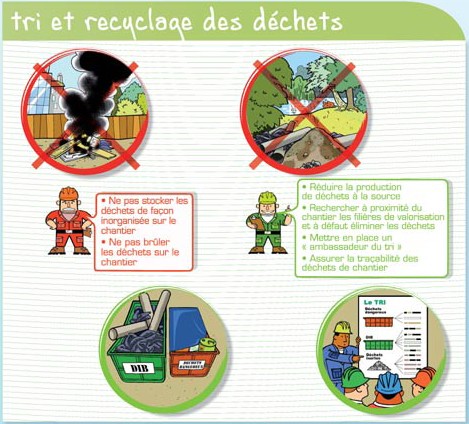 tri et recyclage des déchets
• Ne pas stocker les
déchets de façon
inorganisée sur le
chantier
• Ne pas brûler
les déchets sur le
chantier
• Réduire la production
de déchets à la source
• Rechercher à proximité du
chantier les filières de valorisation
et à défaut éliminer les déchets
• Mettre en place un
« ambassadeur du tri »
• Assurer la traçabilité des
déchets de chantier
DIB
DECHETS
DANGEREUX
Le TRI
Déchets
dangereux
DIB
Déchets
inertes